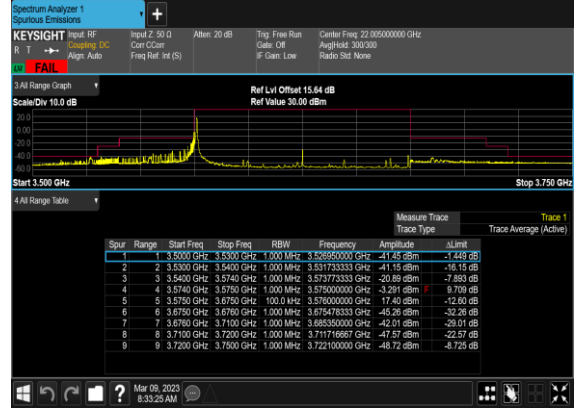 Spectrum Analyzer 1
Spurious Emissions
+
KEYSIGHT Input: RF Input Z: 50 Ω Atten: 20 dB Trig: Free Run Center Freq: 22.005000000 GHz
R T Coupling: DC Corr CCorr Gate: Off Avg|Hold: 300/300
Align: Auto Freq Ref: Int (S) IF Gain: Low Radio Std: None
LW FAIL
3 All Range Graph
Ref Lvl Offset 15.64 dB
Scale/Div 10.0 dB Ref Value 30.00 dBm
20.0
0.00
-20.0
-40.0
-60.0
Start 3.500 GHz Stop 3.750 GHz
4 All Range Table
Measure Trace Trace 1
Trace Type Trace Average (Active)
Spur Range Start Freq Stop Freq RBW Frequency Amplitude ΔLimit
1 1 3.5000 GHz 3.5300 GHz 1.000 MHz 3.526950000 GHz -41.45 dBm -1.449 dB
2 2 3.5300 GHz 3.5400 GHz 1.000 MHz 3.531733333 GHz -41.15 dBm -16.15 dB
3 3 3.5400 GHz 3.5740 GHz 1.000 MHz 3.573773333 GHz -20.89 dBm -7.893 dB
4 4 3.5740 GHz 3.5750 GHz 1.000 MHz 3.575000000 GHz -3.291 dBm F 9.709 dB
5 5 3.5750 GHz 3.6750 GHz 100.0 kHz 3.576000000 GHz 17.40 dBm -12.60 dB
6 6 3.6750 GHz 3.6760 GHz 1.000 MHz 3.675478333 GHz -45.26 dBm -32.26 dB
7 7 3.6760 GHz 3.7100 GHz 1.000 MHz 3.685350000 GHz -42.01 dBm -29.01 dB
8 8 3.7100 GHz 3.7200 GHz 1.000 MHz 3.711716667 GHz -47.57 dBm -22.57 dB
9 9 3.7200 GHz 3.7500 GHz 1.000 MHz 3.722100000 GHz -48.72 dBm -8.725 dB
? Mar 09, 2023
8:33:25 AM